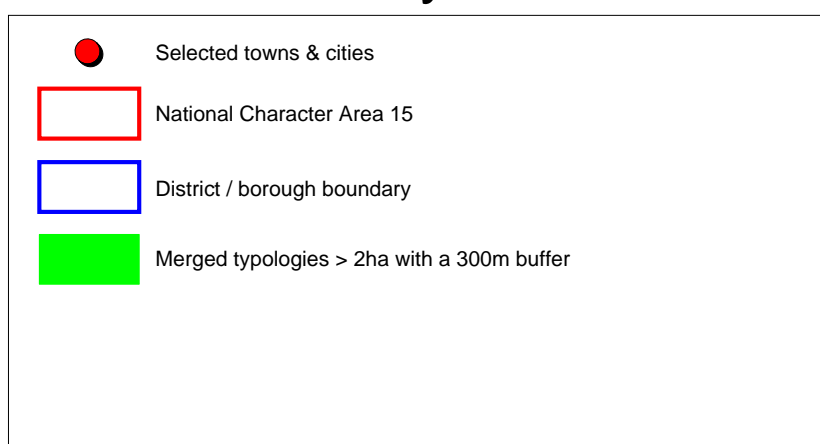 Selected towns & cities
National Character Area 15
District / borough boundary
Merged typologies > 2ha with a 300m buffer